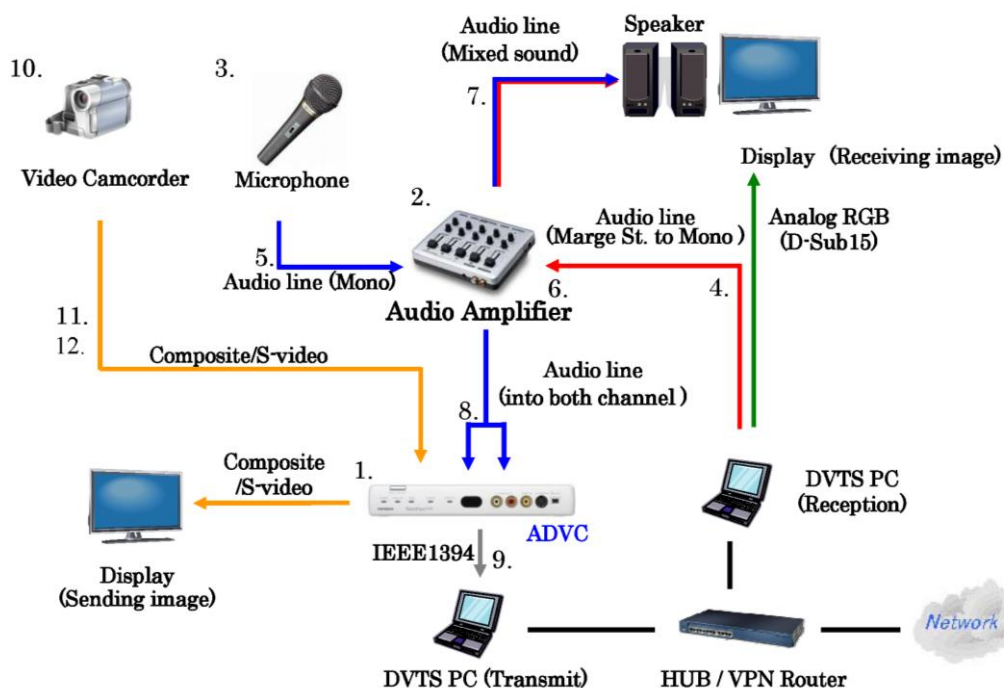 Audio line
(Mixed sound)
Speaker
10.
3.
7.
Video Camcorder
Microphone
Display (Receiving image)
2.
Audio line
(Marge St. to Mono )
Analog RGB
(D-Sub15)
5.
Audio line (Mono)
6.
4.
Audio Amplifier
11.
12.
Composite/S-video
Audio line
(into both channel )
8.
Composite
/S-video
1.
ADVC
DVTS PC
(Reception)
IEEE1394
9.
Display
(Sending image)
Network
DVTS PC (Transmit)
HUB / VPN Router